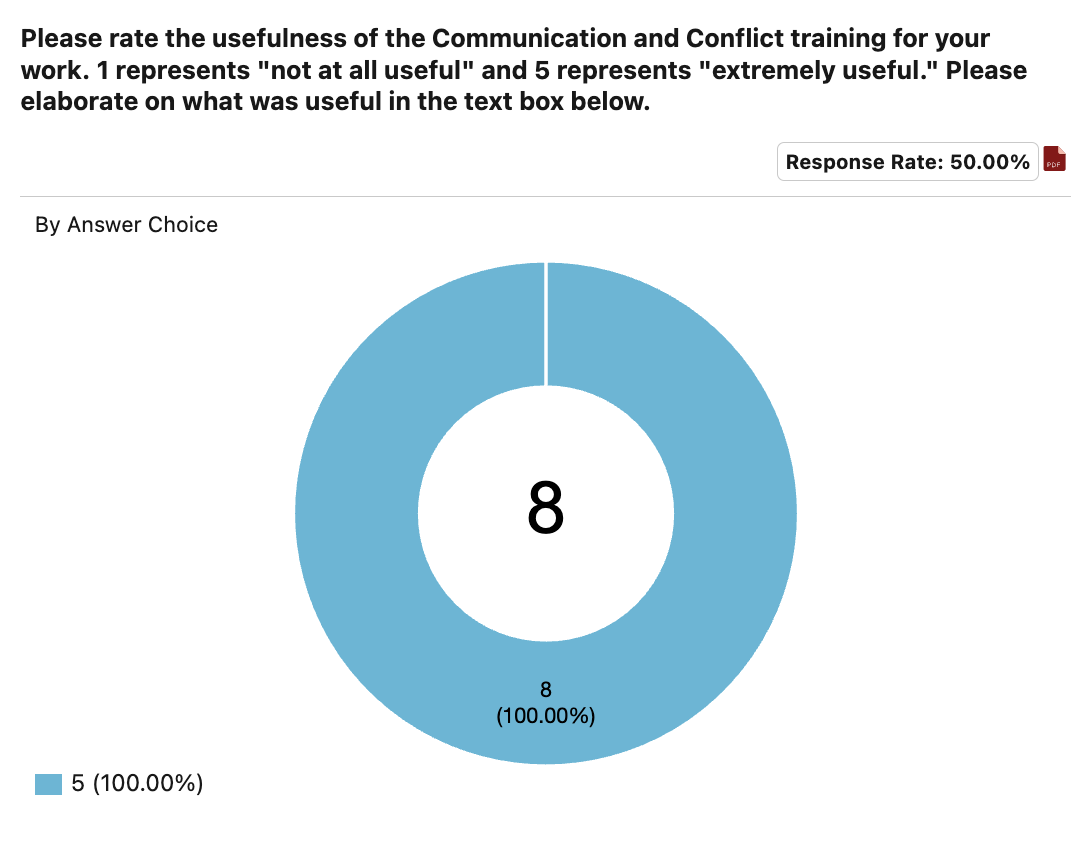 Please rate the usefulness of the Communication and Conflict training for your
work. 1 represents "not at all useful" and 5 represents "extremely useful." Please
elaborate on what was useful in the text box below.
Response Rate: 50.00%
PDF
By Answer Choice
8
8
(100.00%)
5 (100.00%)